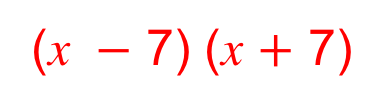 (x − 7) (x + 7)